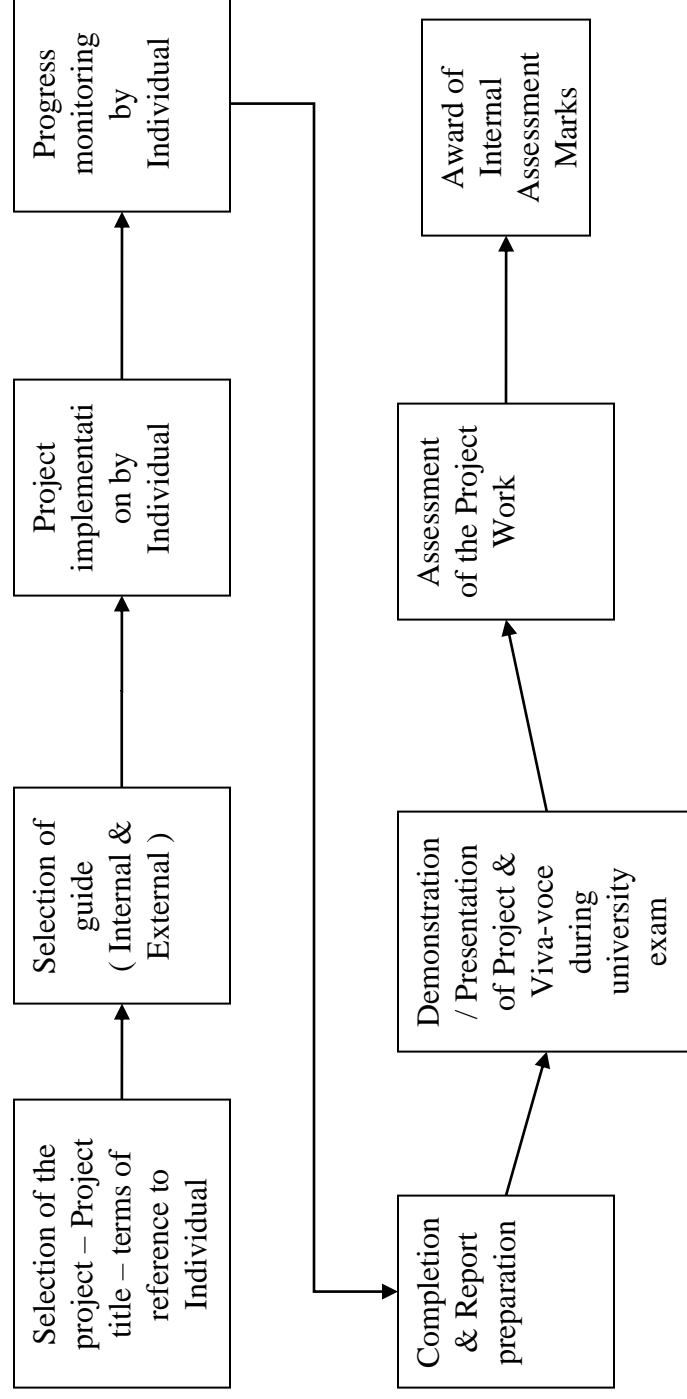 Selection of the
project – Project
title – terms of
reference to
Individual
Selection of
guide
( Internal &
External )
Project
implementati
on by
Individual
Progress
monitoring
by
Individual
Completion
& Report
preparation
Demonstration
/ Presentation
of Project &
Viva-voce
during
university
exam
Assessment
of the Project
Work
Award of
Internal
Assessment
Marks